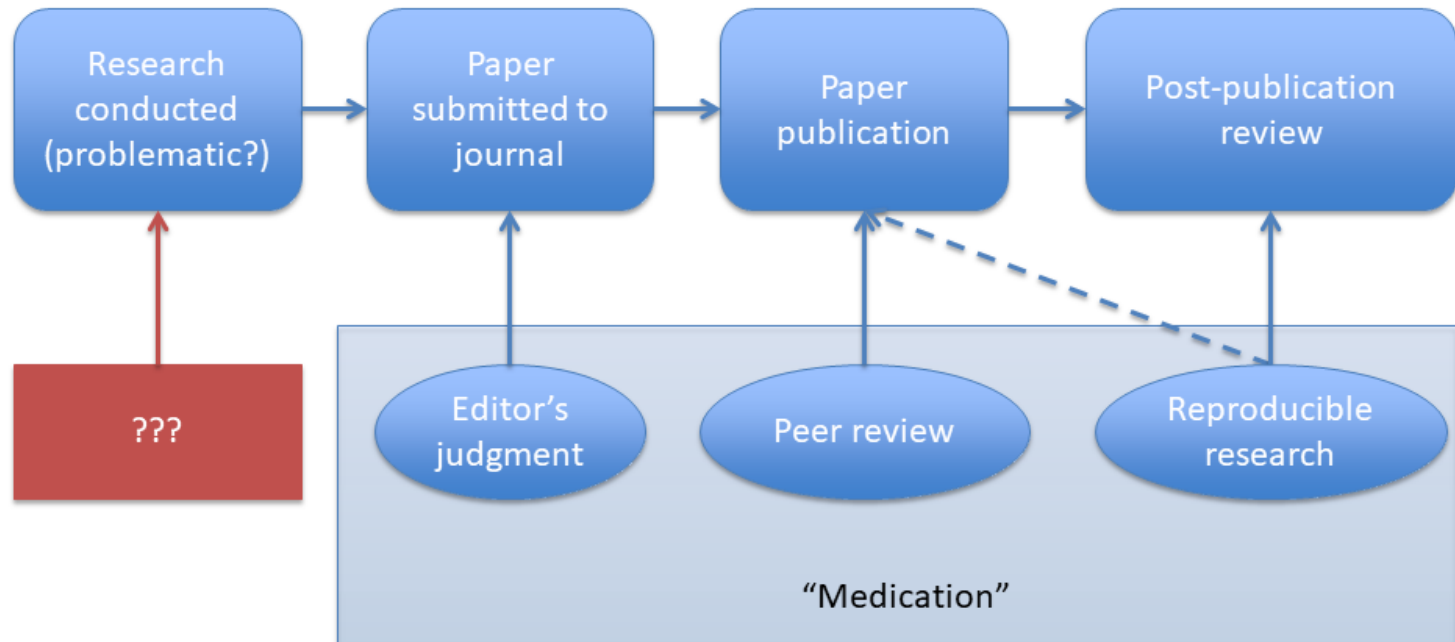 Research
conducted
(problematic?)
Paper
submitted to
journal
Paper
publication
Post-publication
review
???
Editor’s
judgment
Peer review
Reproducible
research
“Medication”